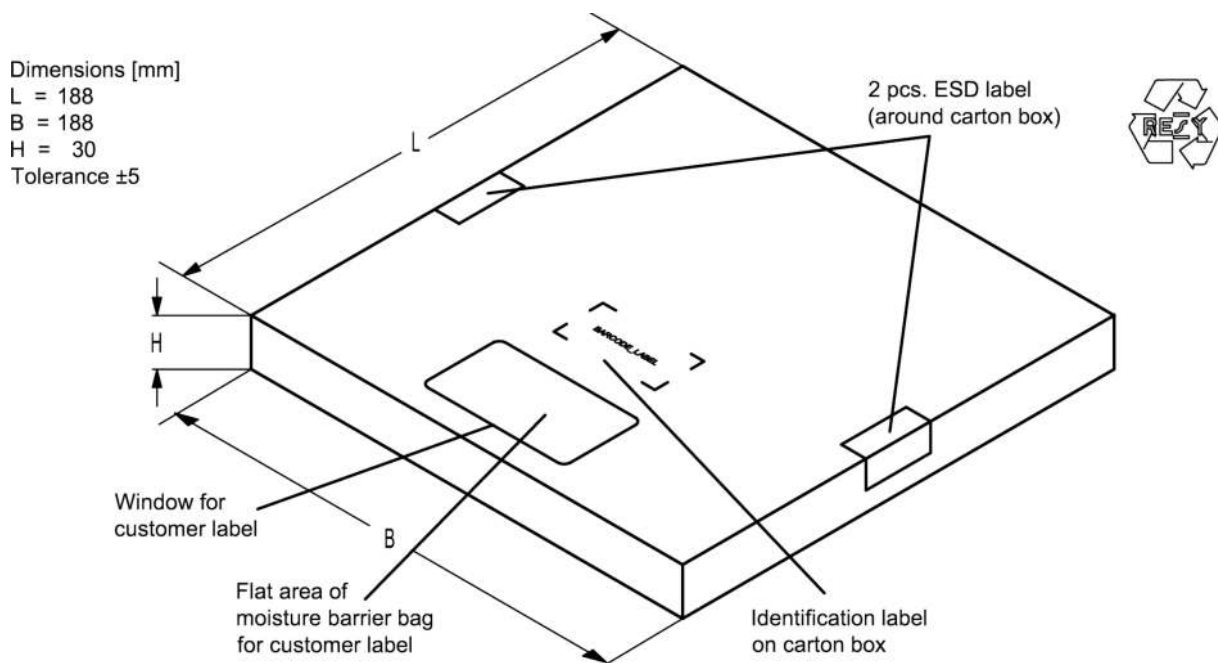 Dimensions [mm]
L = 188
B = 188
H = 30
Tolerance ±5
L
2 pcs. ESD label
(around carton box)
RESY
H
BARCODE_LABEL
Window for
customer label
B
Flat area of
moisture barrier bag
for customer label
Identification label
on carton box